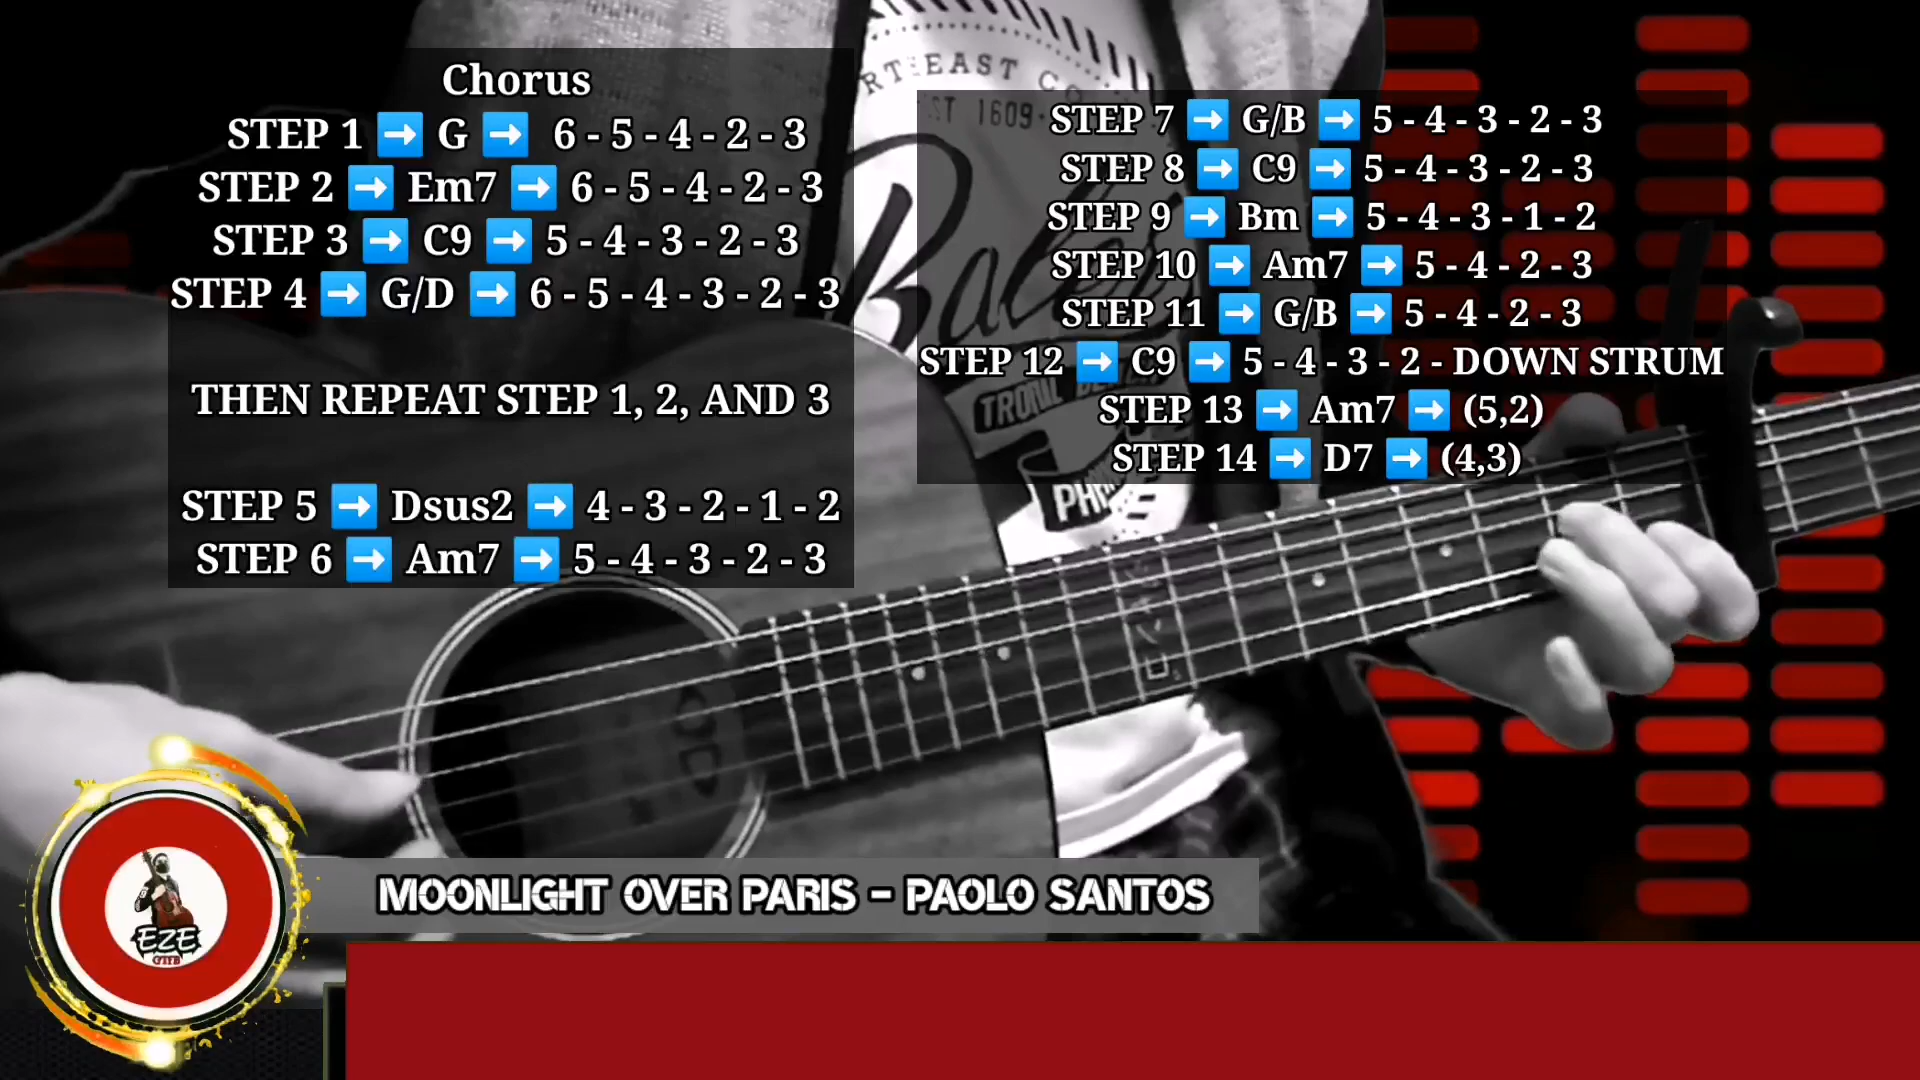 Chorus
STEP 1 ➡ G ➡ 6 - 5 - 4 - 2 - 3
STEP 2 ➡ Em7 ➡ 6 - 5 - 4 - 2 - 3
STEP 3 ➡ C9 ➡ 5 - 4 - 3 - 2 - 3
STEP 4 ➡ G/D ➡ 6 - 5 - 4 - 3 - 2 - 3
THEN REPEAT STEP 1, 2, AND 3
STEP 5 ➡ Dsus2 ➡ 4 - 3 - 2 - 1 - 2
STEP 6 ➡ Am7 ➡ 5 - 4 - 3 - 2 - 3
STEP 7 ➡ G/B ➡ 5 - 4 - 3 - 2 - 3
STEP 8 ➡ C9 ➡ 5 - 4 - 3 - 2 - 3
STEP 9 ➡ Bm ➡ 5 - 4 - 3 - 1 - 2
STEP 10 ➡ Am7 ➡ 5 - 4 - 2 - 3
STEP 11 ➡ G/B ➡ 5 - 4 - 2 - 3
STEP 12 ➡ C9 ➡ 5 - 4 - 3 - 2 - DOWN STRUM
STEP 13 ➡ Am7 ➡ (5,2)
STEP 14 ➡ D7 ➡ (4,3)
EAST CO
1609
MOONLIGHT OVER PARIS - PAOLO SANTOS
EZE